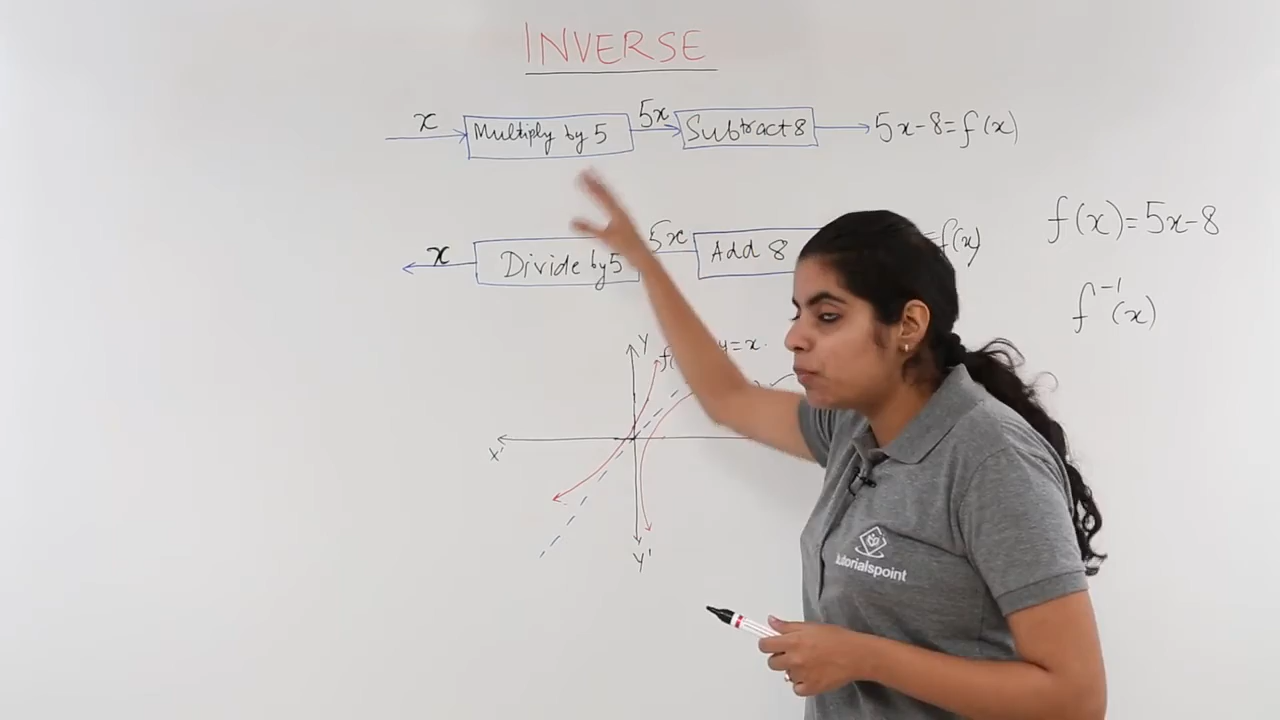 INVERSE
x Multiply by 5 5x Subtract 8 5x-8=f(x)
f(x)=5x-8
x Divide by 5 5x Add 8 =f(x)
f⁻¹(x)
Y y=x
X'
Y'
tutorialspoint